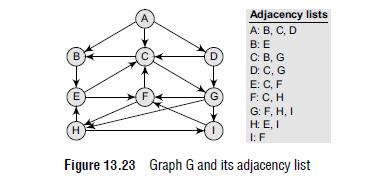 A
B
C
D
E
F
G
H
I
Adjacency lists
A: B, C, D
B: E
C: B, G
D: C, G
E: C, F
F: C, H
G: F, H, I
H: E, I
I: F
Figure 13.23 Graph G and its adjacency list